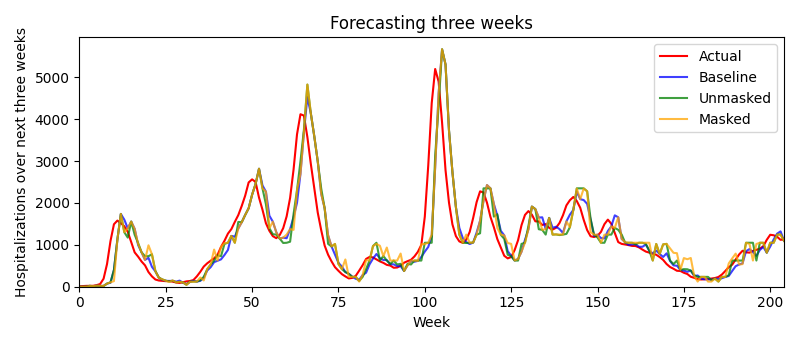 Forecasting three weeks
Hospitalizations over next three weeks
5000
4000
3000
2000
1000
0
Actual
Baseline
Unmasked
Masked
0 25 50 75 100 125 150 175 200
Week